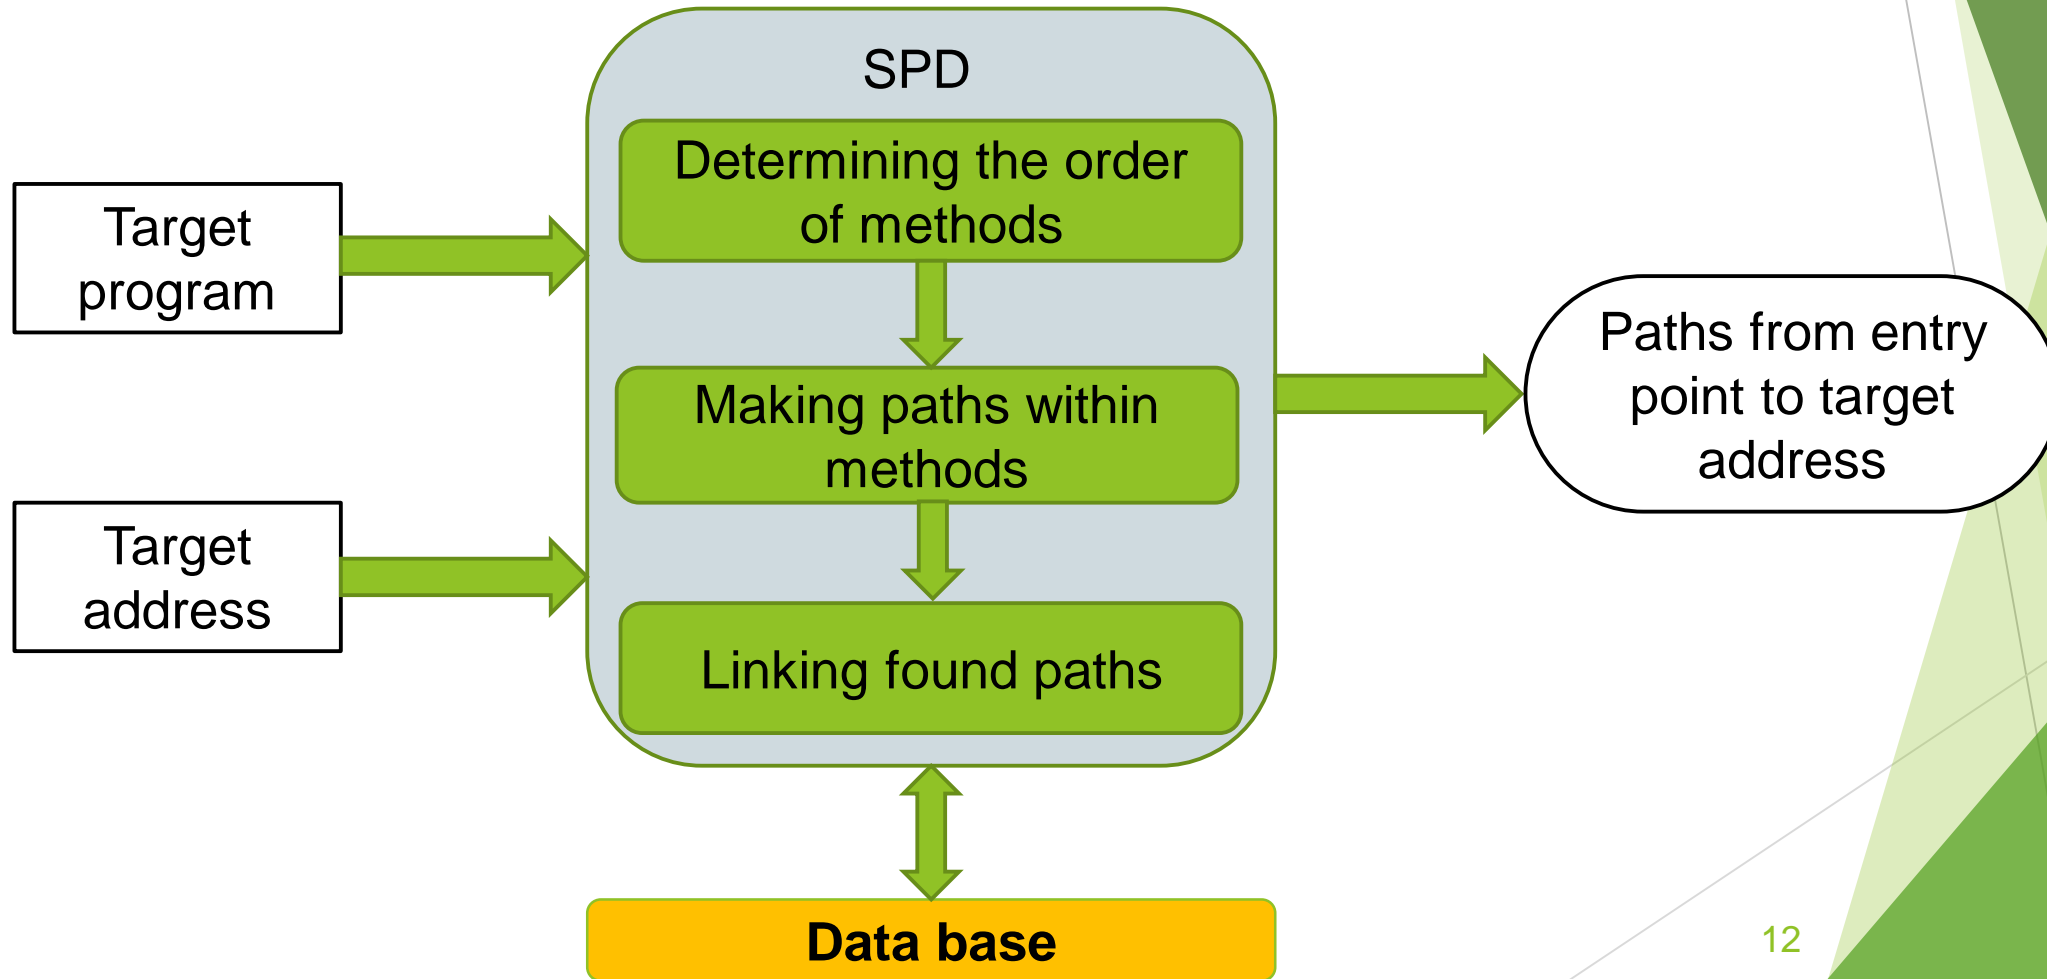 SPD
Determining the order
of methods
Target
program
Making paths within
methods
Paths from entry
point to target
address
Target
address
Linking found paths
Data base
12